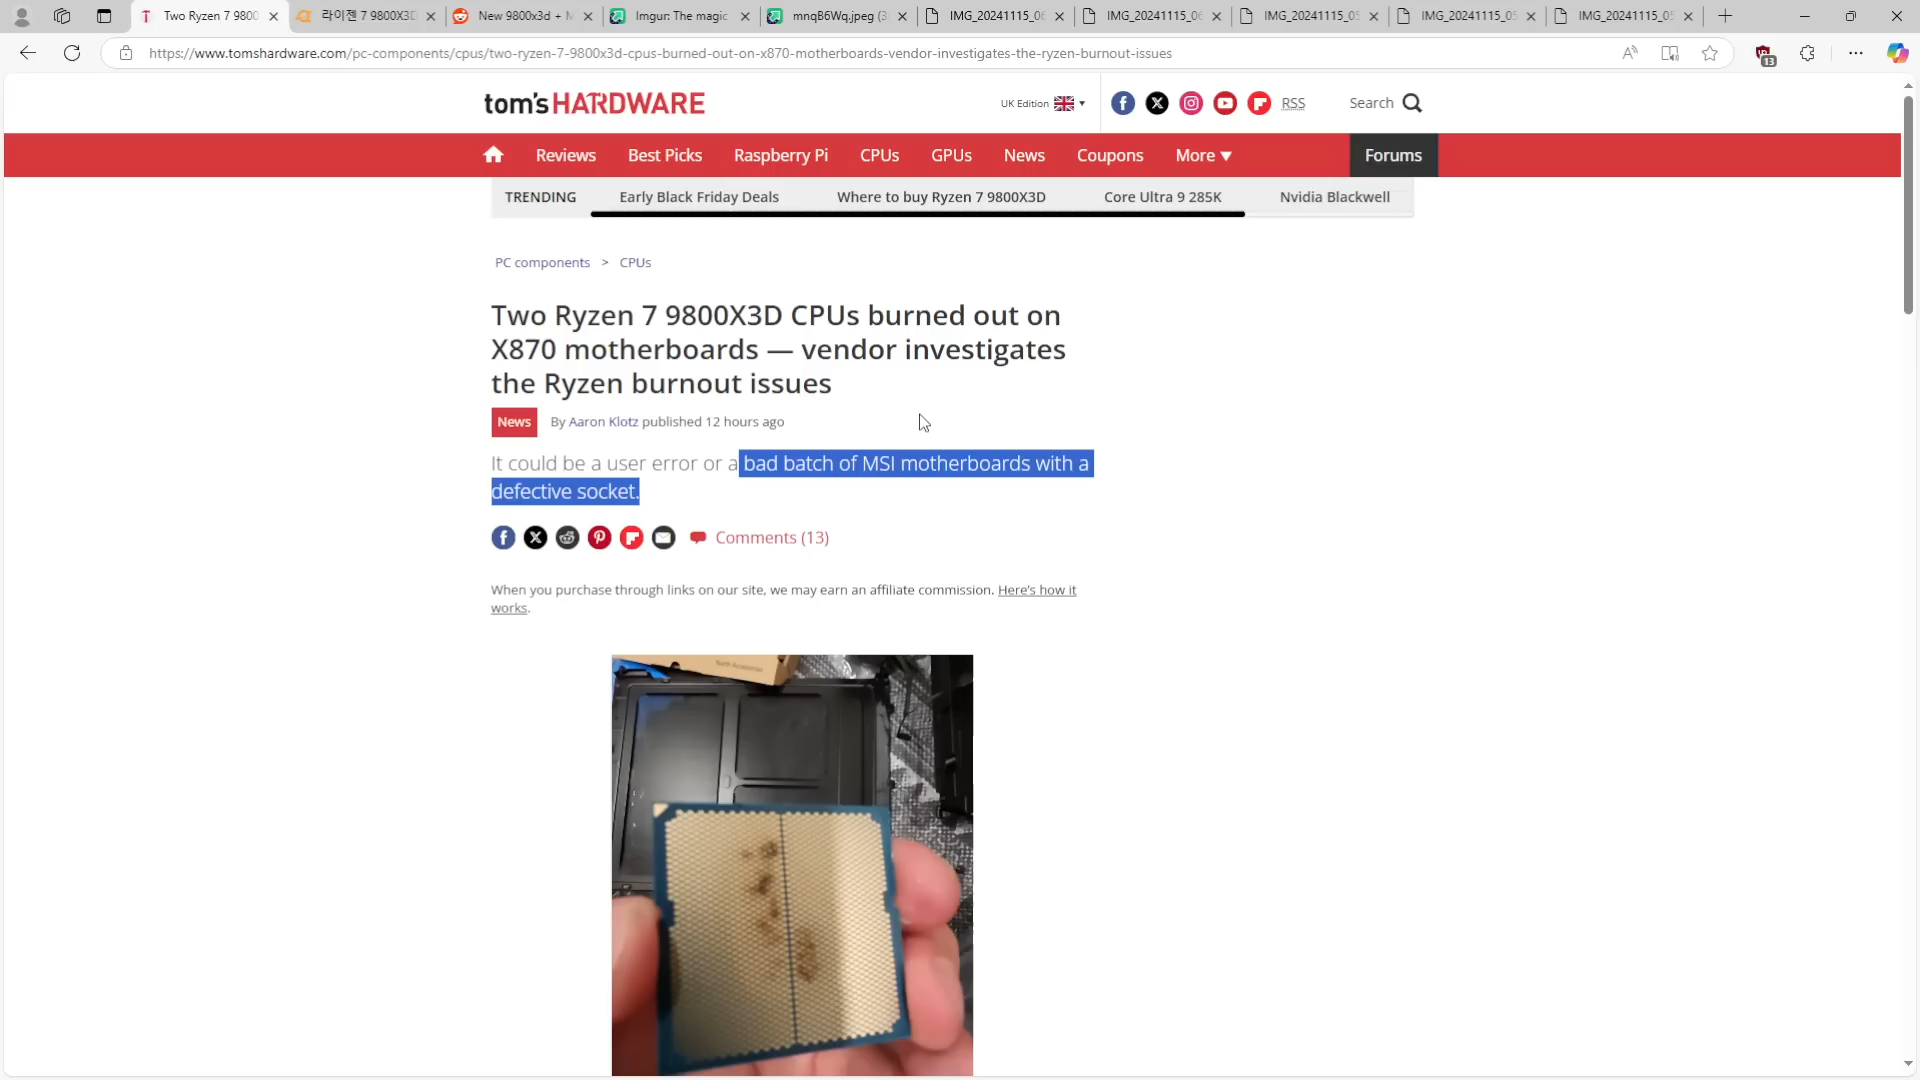 Two Ryzen 7 9800
라이젠 7 9800X3D
New 9800x3d + M
Imgur: The magic
mnqB6Wq.jpeg (3
IMG_20241115_06
IMG_20241115_06
IMG_20241115_05
IMG_20241115_05
IMG_20241115_05
https://www.tomshardware.com/pc-components/cpus/two-ryzen-7-9800x3d-cpus-burned-out-on-x870-motherboards-vendor-investigates-the-ryzen-burnout-issues
13
tom's HARDWARE
UK Edition
RSS
Search
Reviews
Best Picks
Raspberry Pi
CPUs
GPUs
News
Coupons
More
Forums
TRENDING
Early Black Friday Deals
Where to buy Ryzen 7 9800X3D
Core Ultra 9 285K
Nvidia Blackwell
PC components > CPUs
Two Ryzen 7 9800X3D CPUs burned out on
X870 motherboards — vendor investigates
the Ryzen burnout issues
News
By Aaron Klotz published 12 hours ago
It could be a user error or a bad batch of MSI motherboards with a
defective socket.
Comments (13)
When you purchase through links on our site, we may earn an affiliate commission. Here's how it
works.